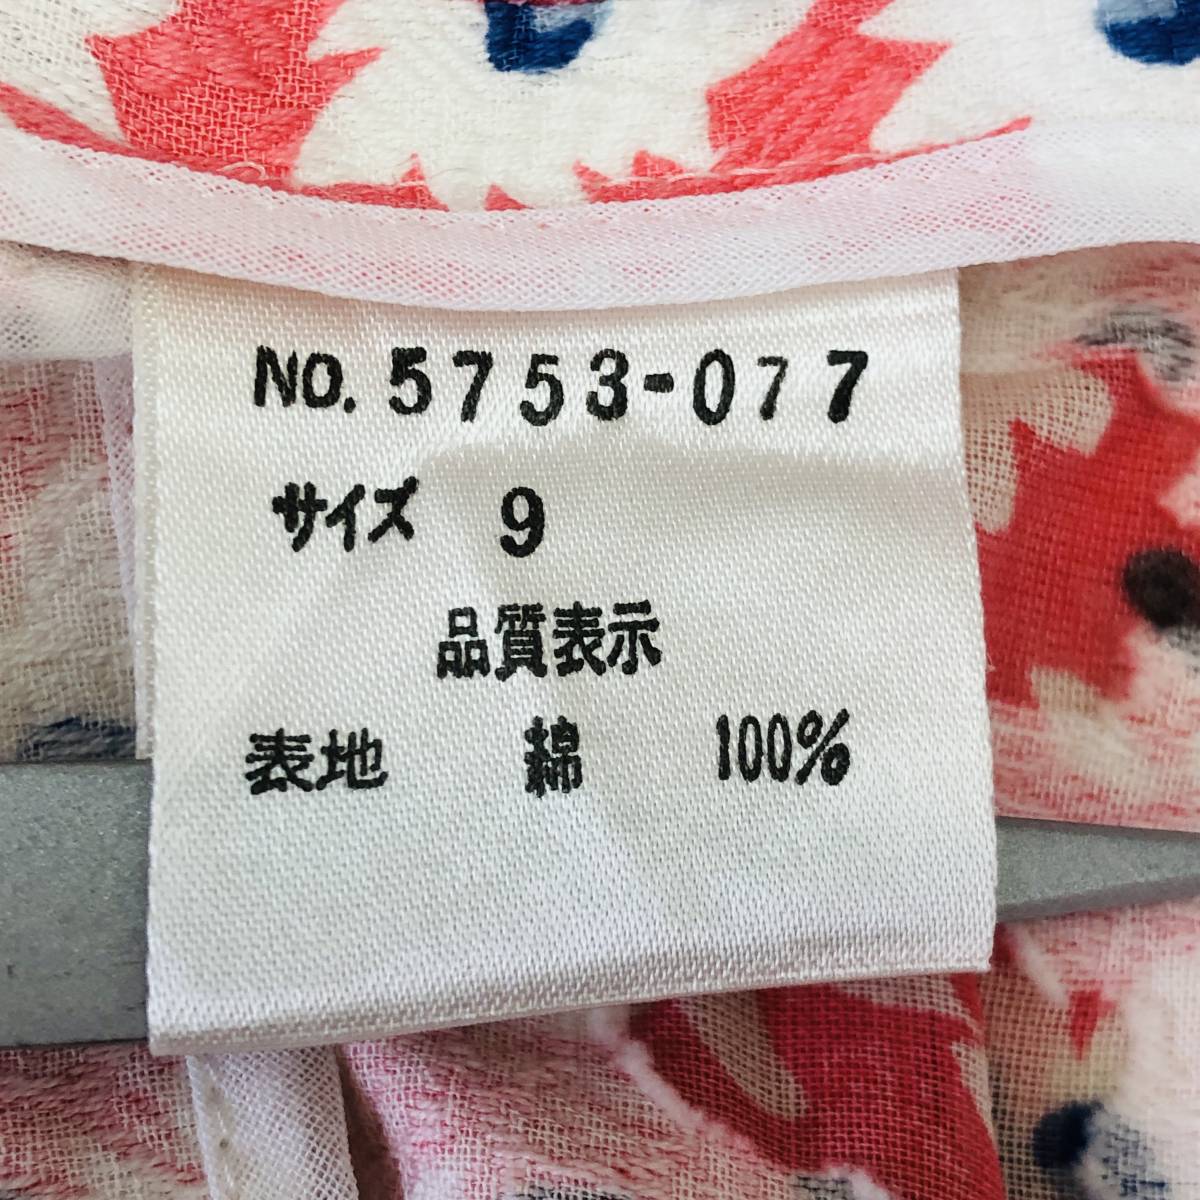 NO. 5753-077
サイズ 9
品質表示
表地 綿 100%